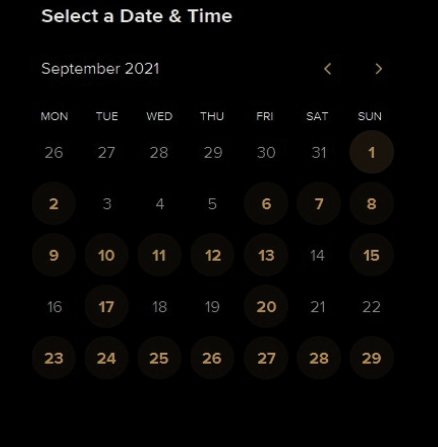 Select a Date & Time
September 2021
MON TUE WED THU FRI SAT SUN
26 27 28 29 30 31 1
2 3 4 5 6 7 8
9 10 11 12 13 14 15
16 17 18 19 20 21 22
23 24 25 26 27 28 29